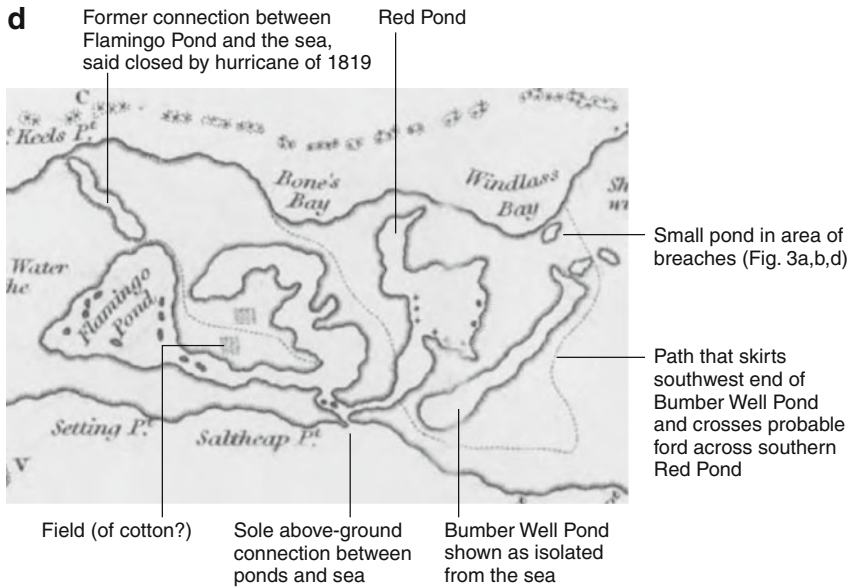 d
Former connection between
Flamingo Pond and the sea,
said closed by hurricane of 1819
Red Pond
C
t Keels P.t
Bone's
Bay
Windlass
Bay
Sh
Water
he
Flamingo
Pond
Small pond in area of
breaches (Fig. 3a,b,d)
Path that skirts
southwest end of
Bumber Well Pond
and crosses probable
ford across southern
Red Pond
Setting P.t
Saltheap P.t
V
Field (of cotton?)
Sole above-ground
connection between
ponds and sea
Bumber Well Pond
shown as isolated
from the sea